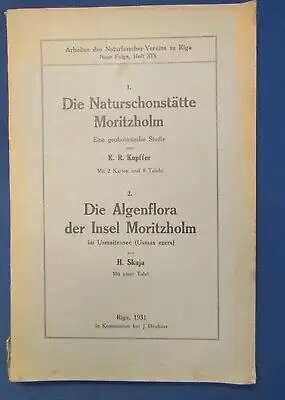 Arbeiten des Naturforscher-Vereins zu Riga
Neue Folge, Heft XIX
1.
Die Naturschonstätte
Moritzholm
Eine geobotanische Studie
von
K. R. Kupffer
Mit 2 Karten und 8 Tafeln
2.
Die Algenflora
der Insel Moritzholm
im Usmaitensee (Usmas ezers)
von
H. Skuja
Mit einer Tafel
Riga, 1931
In Kommission bei J. Deubner